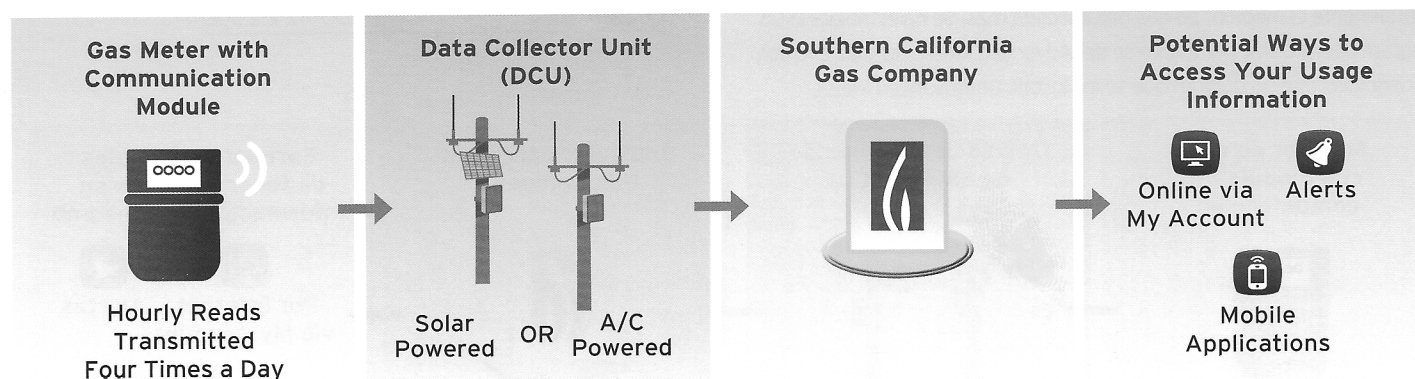 Gas Meter with
Communication
Module
Hourly Reads
Transmitted
Four Times a Day
Data Collector Unit
(DCU)
Solar
Powered
OR
A/C
Powered
Southern California
Gas Company
Potential Ways to
Access Your Usage
Information
Online via
My Account
Alerts
Mobile
Applications